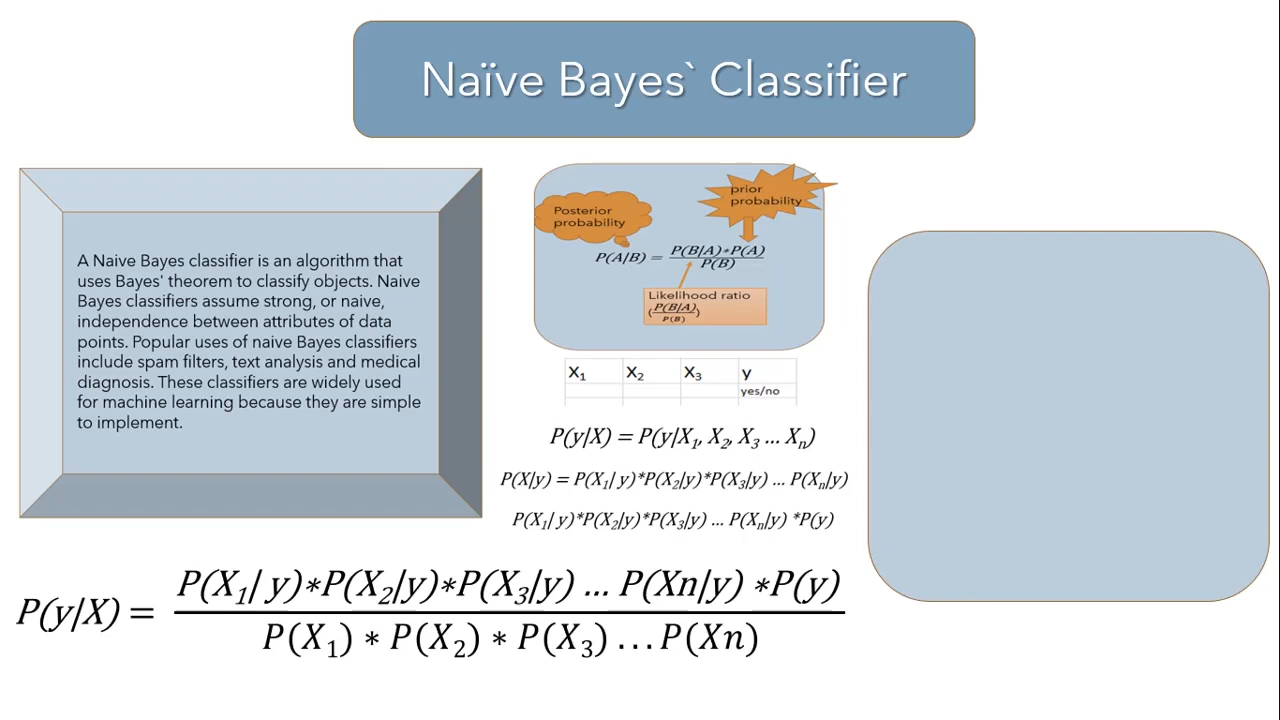 Naïve Bayes` Classifier
A Naive Bayes classifier is an algorithm that
uses Bayes' theorem to classify objects. Naive
Bayes classifiers assume strong, or naive,
independence between attributes of data
points. Popular uses of naive Bayes classifiers
include spam filters, text analysis and medical
diagnosis. These classifiers are widely used
for machine learning because they are simple
to implement.
Posterior
probability
prior
probability
P(A|B) = P(B|A)*P(A)
P(B)
Likelihood ratio
(P(B|A)
P(B))
X₁ X₂ X₃ y
yes/no
P(y|X) = P(y|X₁, X₂, X₃ ... Xₙ)
P(X|y) = P(X₁| y)*P(X₂|y)*P(X₃|y) ... P(Xₙ|y)
P(X₁| y)*P(X₂|y)*P(X₃|y) ... P(Xₙ|y) *P(y)
P(y|X) = P(X₁| y)∗P(X₂|y)∗P(X₃|y) ... P(Xn|y) ∗P(y)
P(X₁) ∗ P(X₂) ∗ P(X₃) ... P(Xn)